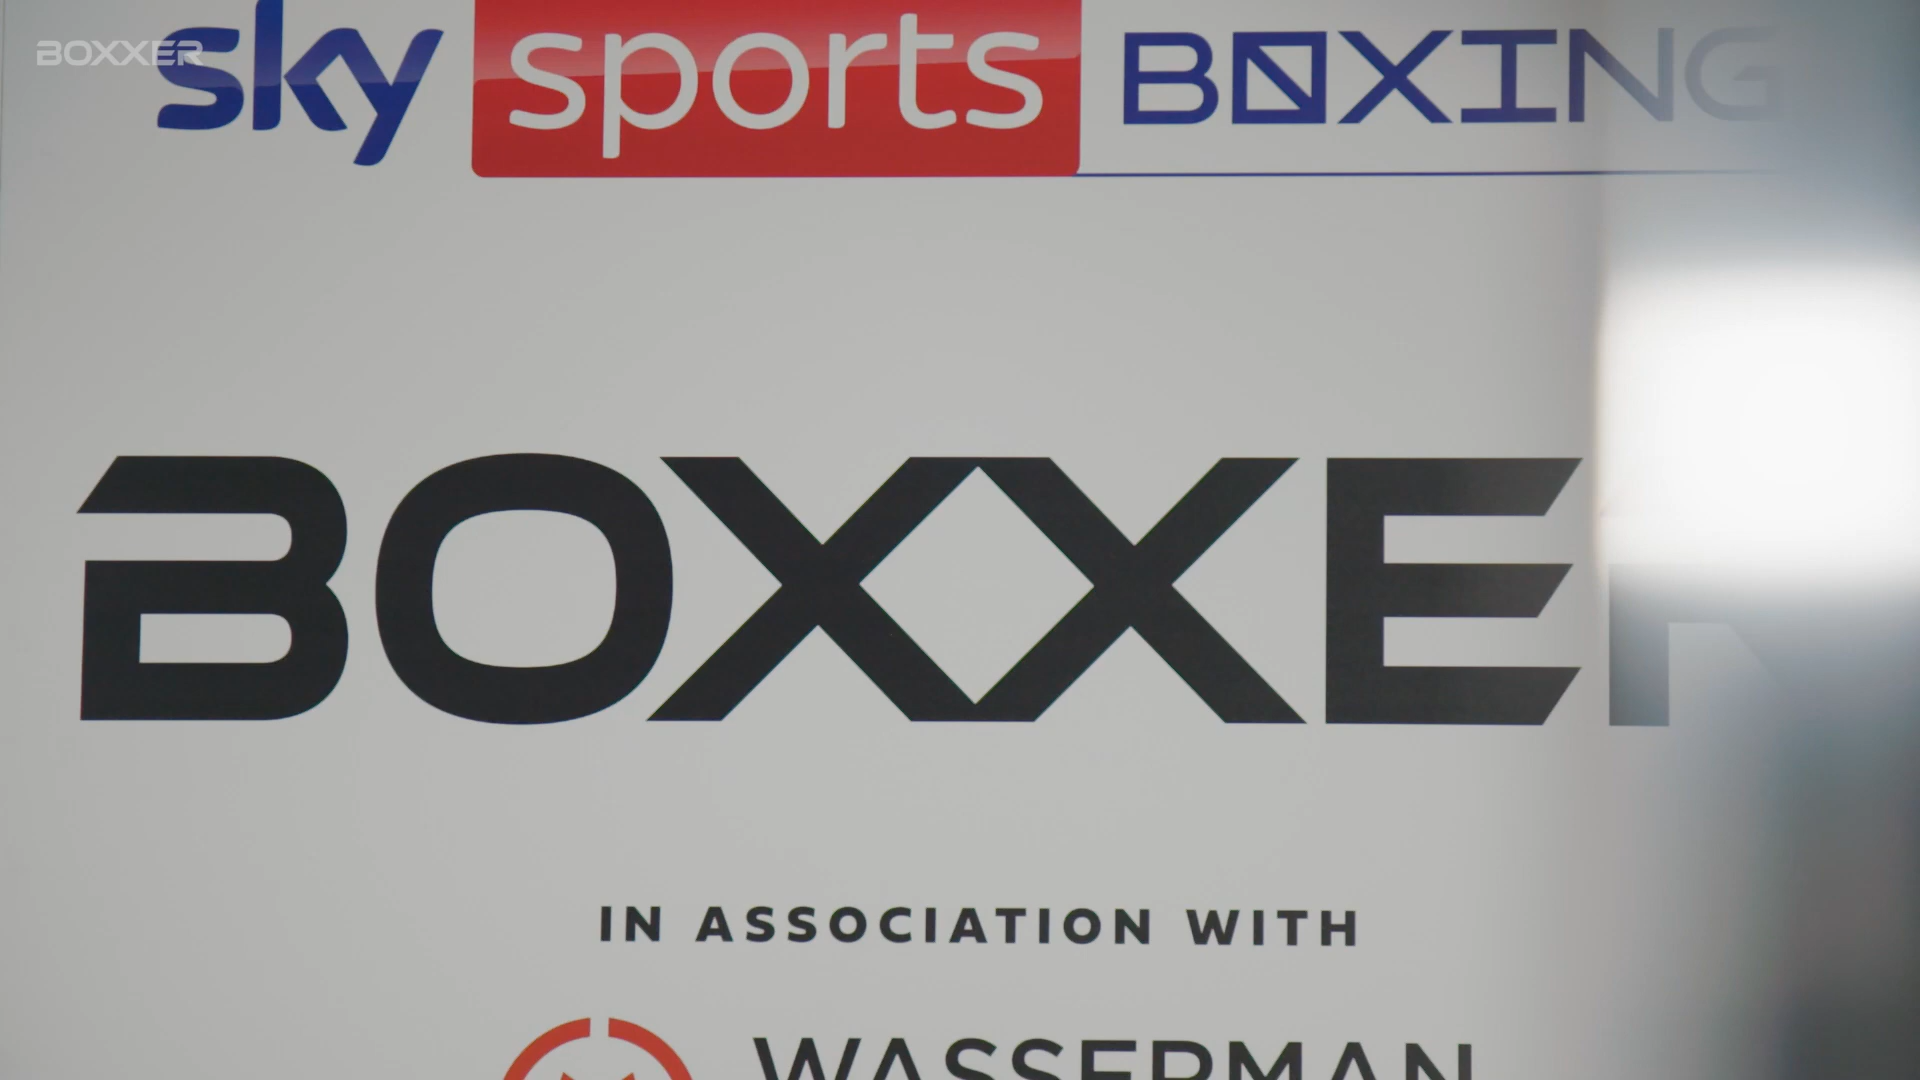 BOXXER
sky sports BOXING
BOXXER
IN ASSOCIATION WITH
WASSERMAN